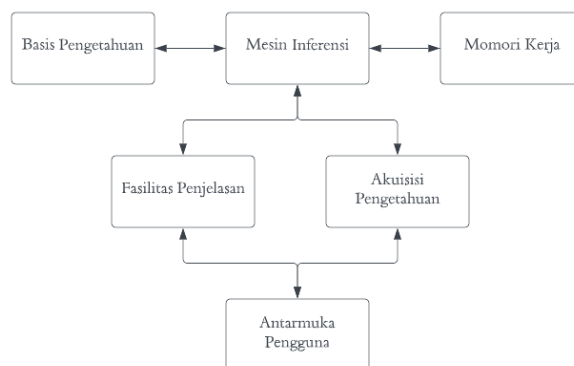 Basis Pengetahuan
Mesin Inferensi
Momori Kerja
Fasilitas Penjelasan
Akuisisi
Pengetahuan
Antarmuka
Pengguna